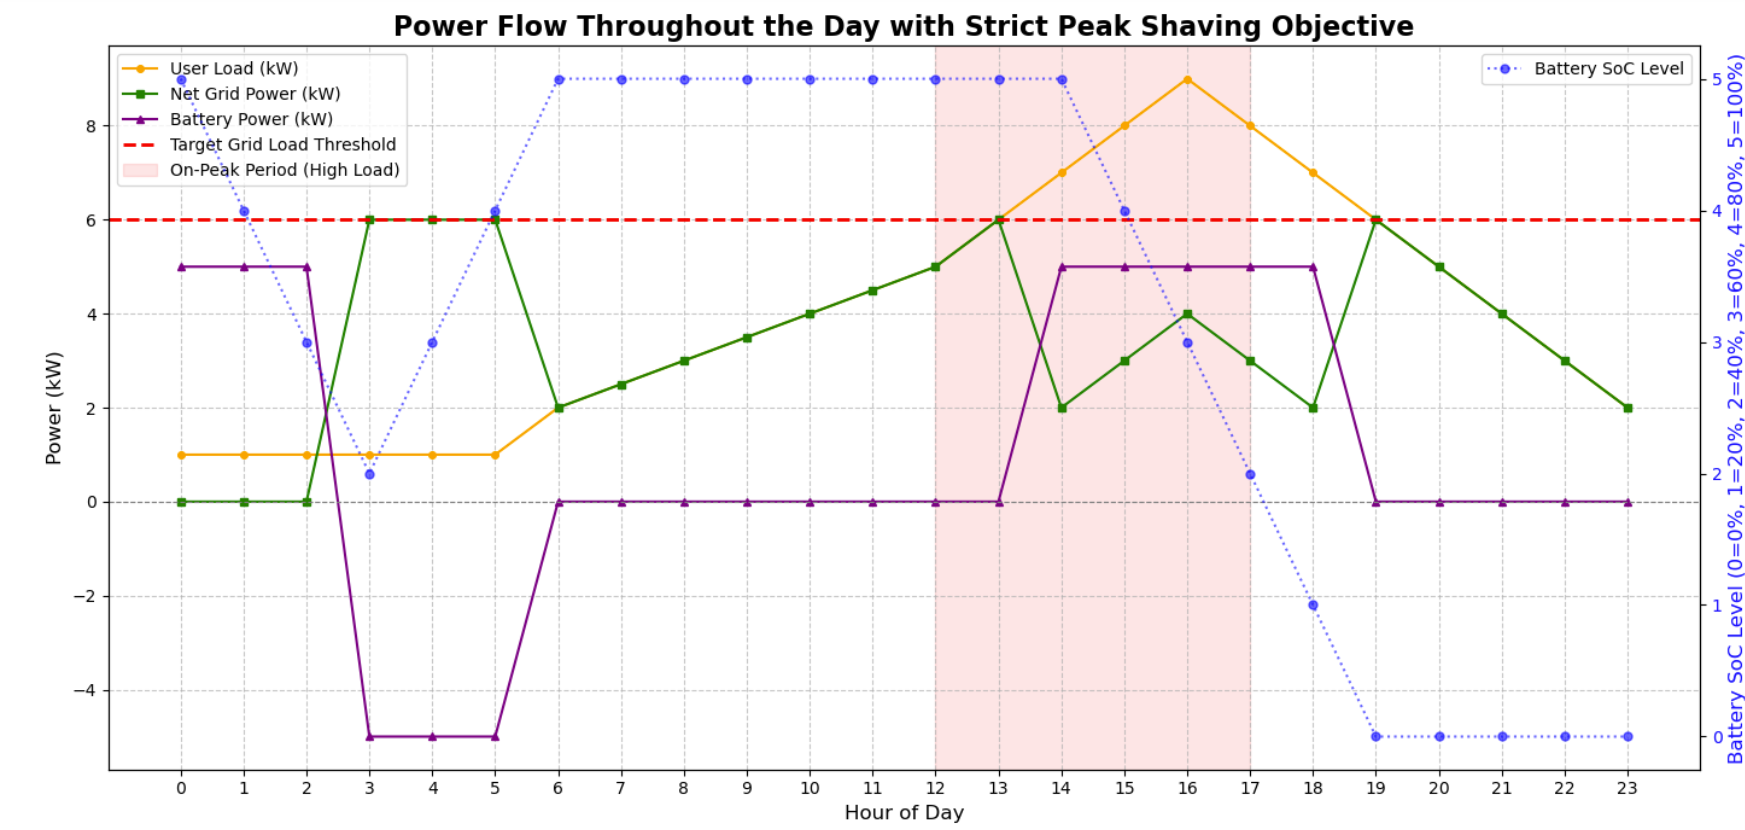 Power Flow Throughout the Day with Strict Peak Shaving Objective
User Load (kW)
Net Grid Power (kW)
Battery Power (kW)
Target Grid Load Threshold
On-Peak Period (High Load)
Battery SoC Level
Power (kW)
8
6
4
2
0
−2
−4
5
4
3
2
1
0
Battery SoC Level (0=0%, 1=20%, 2=40%, 3=60%, 4=80%, 5=100%)
0 1 2 3 4 5 6 7 8 9 10 11 12 13 14 15 16 17 18 19 20 21 22 23
Hour of Day